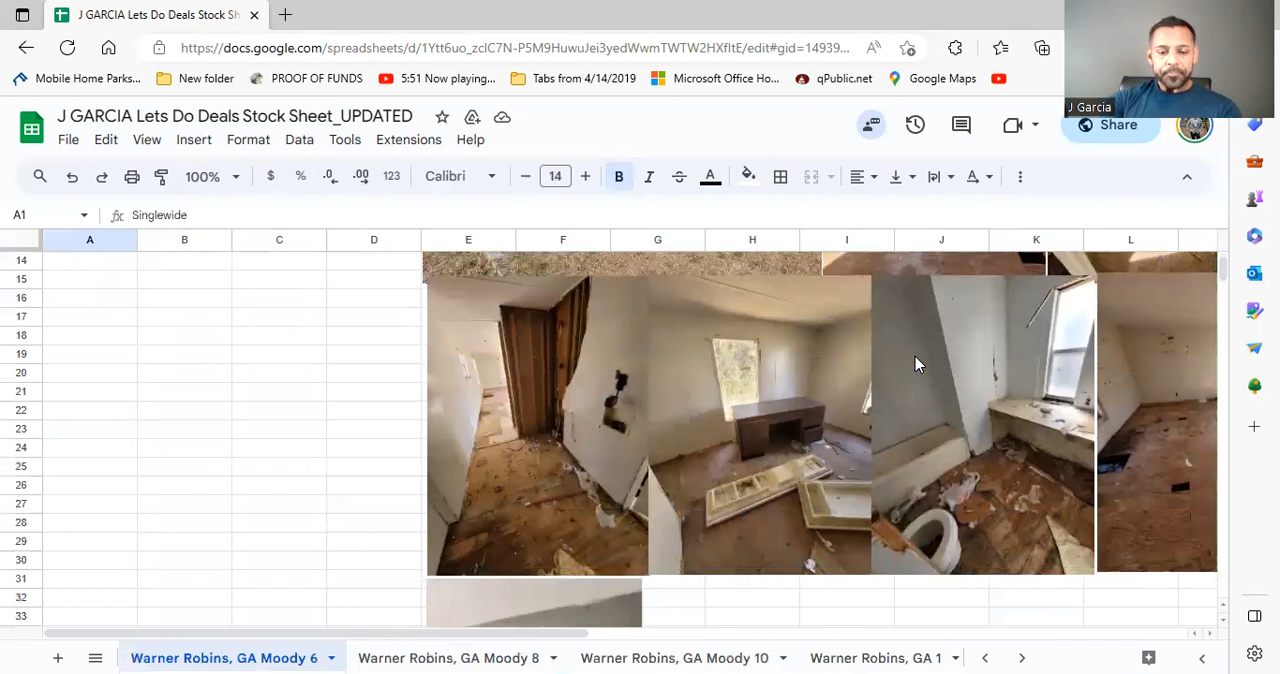 J GARCIA Lets Do Deals Stock Sh
https://docs.google.com/spreadsheets/d/1Ytt6so_zclC7N-P5M9HuwuJei3yedWwmTWTW2HXfltE/edit#gid=14939...
Mobile Home Parks...
New folder
PROOF OF FUNDS
5:51 Now playing...
Tabs from 4/14/2019
Microsoft Office Ho...
qPublic.net
Google Maps
J Garcia
J GARCIA Lets Do Deals Stock Sheet_UPDATED
File Edit View Insert Format Data Tools Extensions Help
Share
100% $ % .0 .00 123 Calibri 14 B I A
A1 fx Singlewide
A B C D E F G H I J K L
14
15
16
17
18
19
20
21
22
23
24
25
26
27
28
29
30
31
32
33
Warner Robins, GA Moody 6 Warner Robins, GA Moody 8 Warner Robins, GA Moody 10 Warner Robins, GA 1